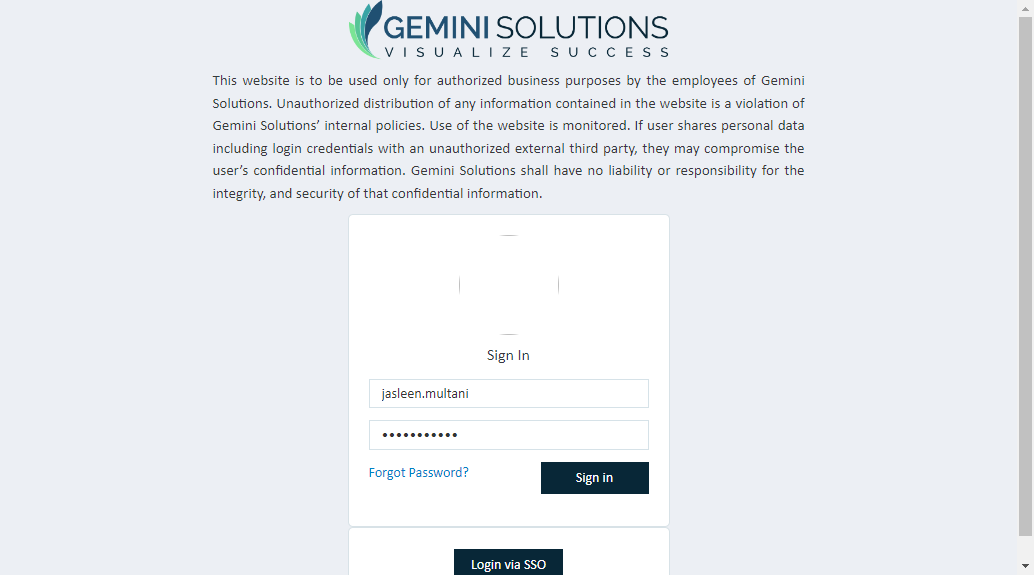 GEMINI SOLUTIONS
VISUALIZE SUCCESS
This website is to be used only for authorized business purposes by the employees of Gemini
Solutions. Unauthorized distribution of any information contained in the website is a violation of
Gemini Solutions’ internal policies. Use of the website is monitored. If user shares personal data
including login credentials with an unauthorized external third party, they may compromise the
user’s confidential information. Gemini Solutions shall have no liability or responsibility for the
integrity, and security of that confidential information.
Sign In
jasleen.multani
•••••••••••
Forgot Password?
Sign in
Login via SSO